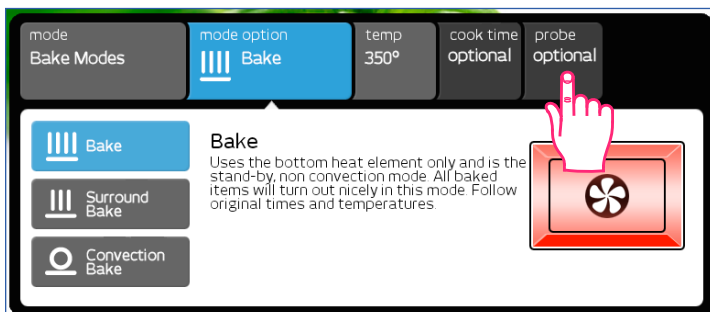 mode
Bake Modes
mode option
Bake
temp
350°
cook time
optional
probe
optional
Bake
Surround
Bake
Convection
Bake
Bake
Uses the bottom heat element only and is the
stand-by, non convection mode. All baked
items will turn out nicely in this mode. Follow
original times and temperatures.